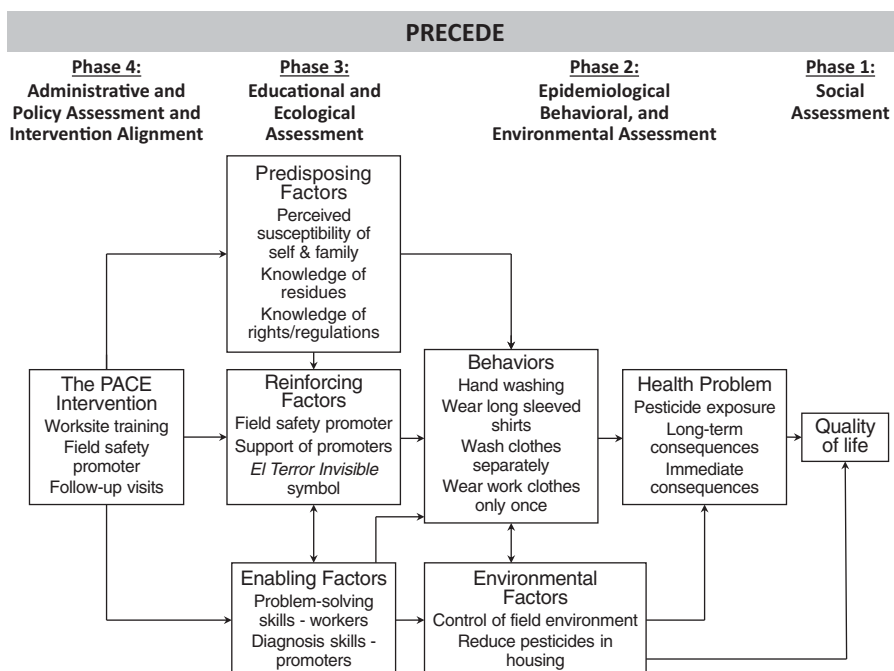 PRECEDE
Phase 4:
Administrative and
Policy Assessment and
Intervention Alignment
Phase 3:
Educational and
Ecological
Assessment
Phase 2:
Epidemiological
Behavioral, and
Environmental Assessment
Phase 1:
Social
Assessment
Predisposing
Factors
Perceived
susceptibility of
self & family
Knowledge of
residues
Knowledge of
rights/regulations
The PACE
Intervention
Worksite training
Field safety
promoter
Follow-up visits
Reinforcing
Factors
Field safety promoter
Support of promoters
El Terror Invisible
symbol
Behaviors
Hand washing
Wear long sleeved
shirts
Wash clothes
separately
Wear work clothes
only once
Health Problem
Pesticide exposure
Long-term
consequences
Immediate
consequences
Quality
of life
Enabling Factors
Problem-solving
skills - workers
Diagnosis skills -
promoters
Environmental
Factors
Control of field environment
Reduce pesticides in
housing